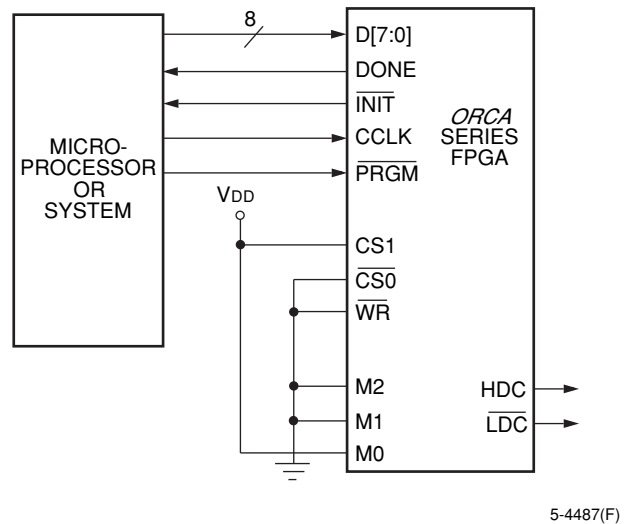 8
D[7:0]
DONE
INIT
CCLK
PRGM
MICRO-
PROCESSOR
OR
SYSTEM
ORCA
SERIES
FPGA
VDD
CS1
CS0
WR
M2
M1
M0
HDC
LDC
5-4487(F)